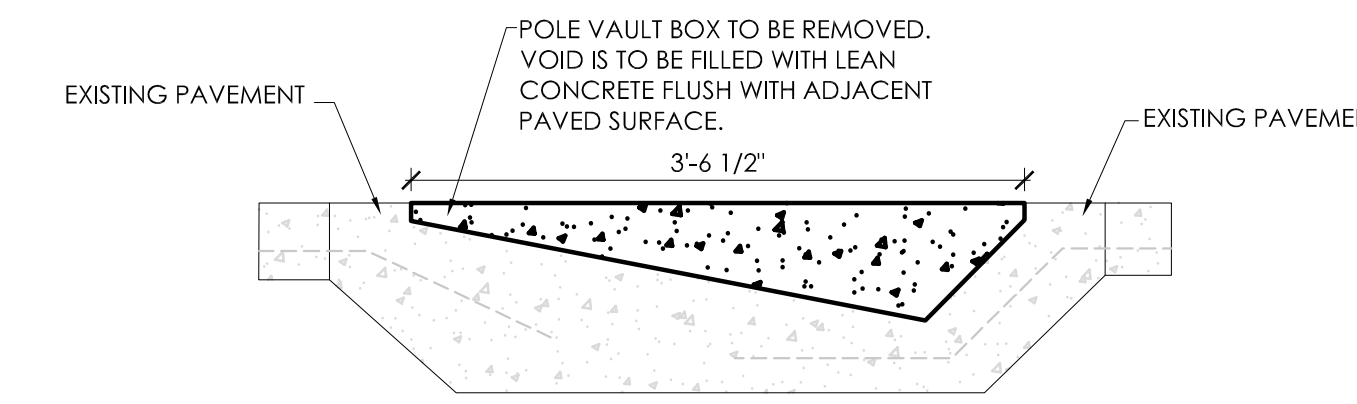 POLE VAULT BOX TO BE REMOVED.
VOID IS TO BE FILLED WITH LEAN
CONCRETE FLUSH WITH ADJACENT
PAVED SURFACE.
EXISTING PAVEMENT
EXISTING
3'-6 1/2"